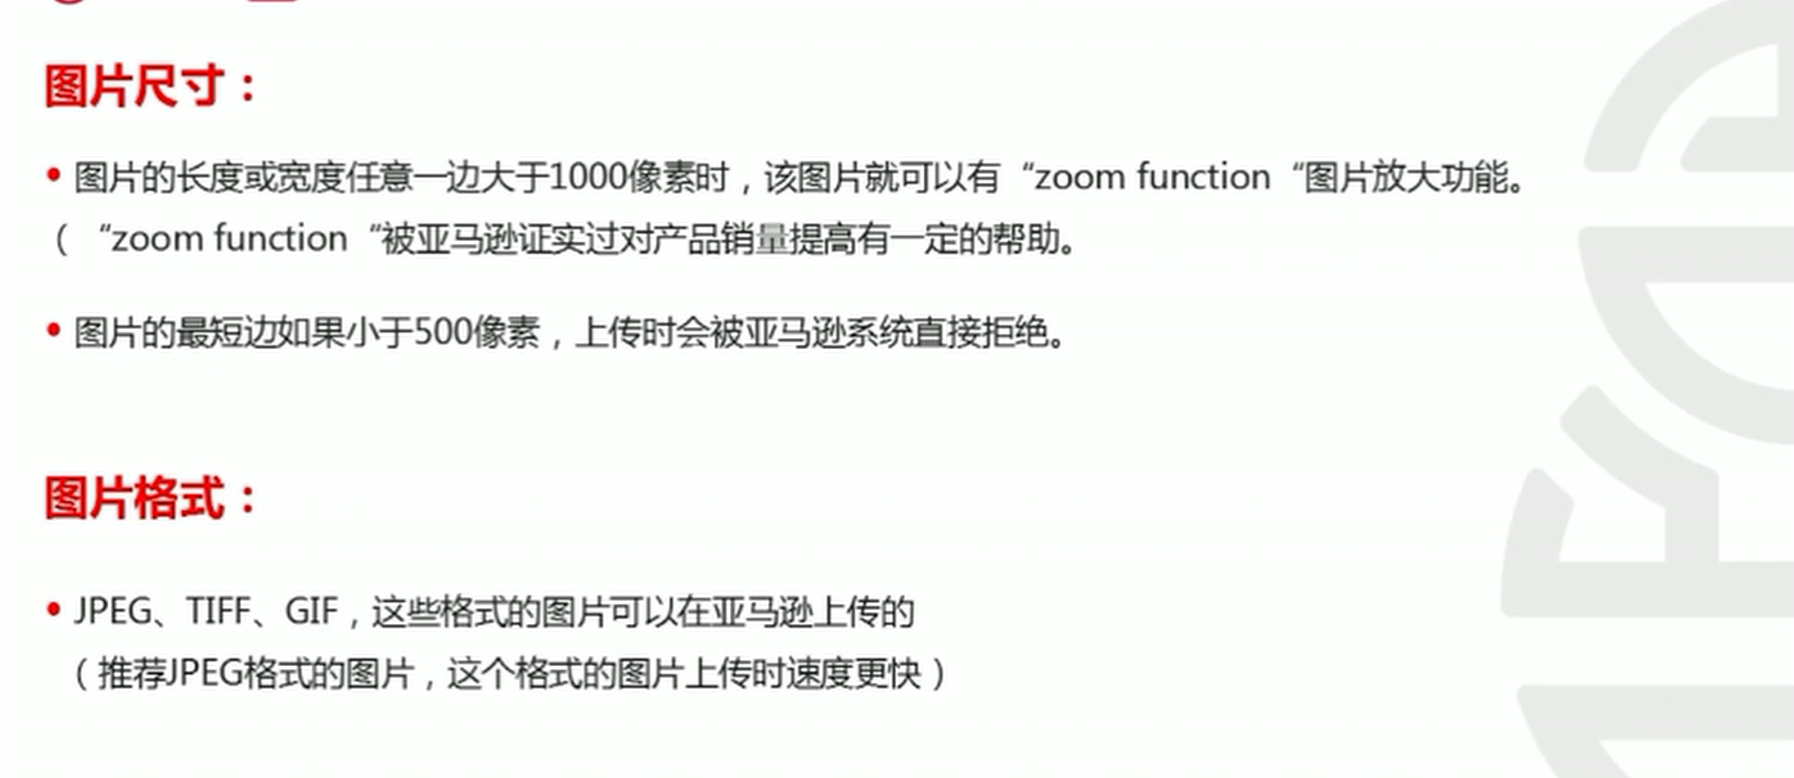 图片尺寸：
• 图片的长度或宽度任意一边大于1000像素时，该图片就可以有“zoom function“图片放大功能。
（ “zoom function“被亚马逊证实过对产品销量提高有一定的帮助。
• 图片的最短边如果小于500像素，上传时会被亚马逊系统直接拒绝。
图片格式：
• JPEG、TIFF、GIF，这些格式的图片可以在亚马逊上传的
（推荐JPEG格式的图片，这个格式的图片上传时速度更快）